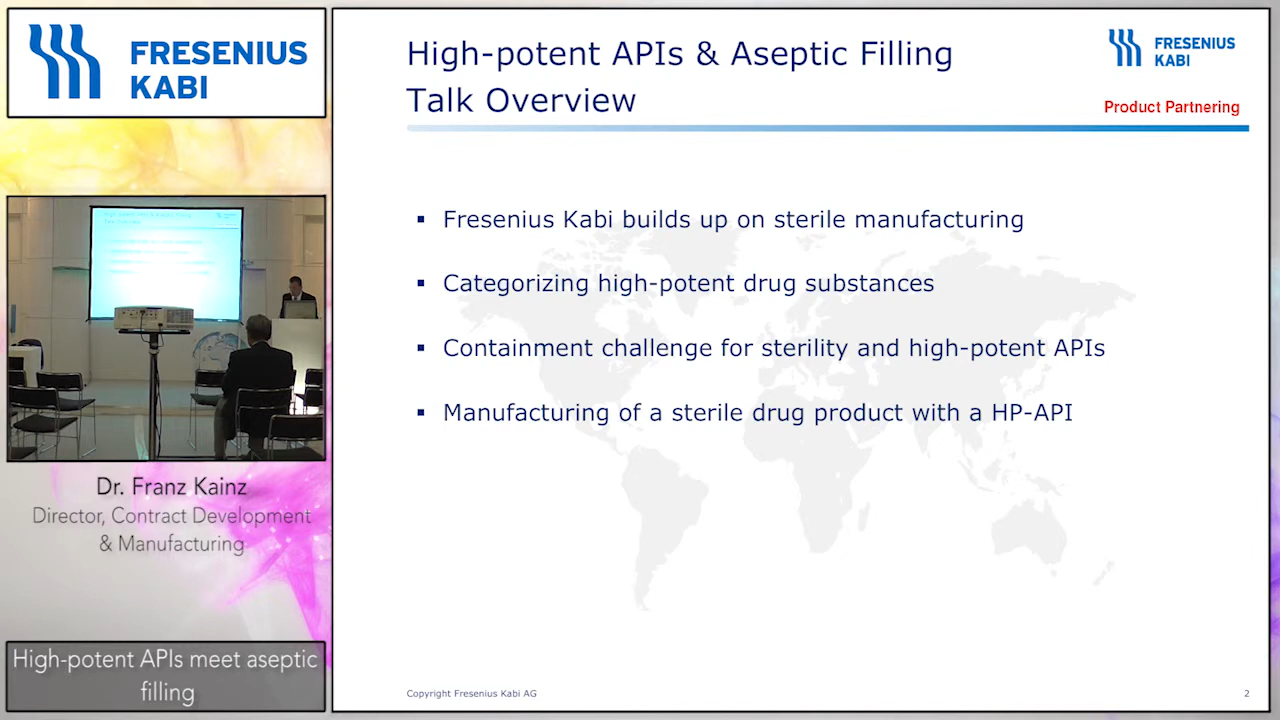 FRESENIUS
KABI
Dr. Franz Kainz
Director, Contract Development
& Manufacturing
High-potent APIs meet aseptic
filling
High-potent APIs & Aseptic Filling
Talk Overview
FRESENIUS
KABI
Product Partnering
▪ Fresenius Kabi builds up on sterile manufacturing
▪ Categorizing high-potent drug substances
▪ Containment challenge for sterility and high-potent APIs
▪ Manufacturing of a sterile drug product with a HP-API
Copyright Fresenius Kabi AG
2